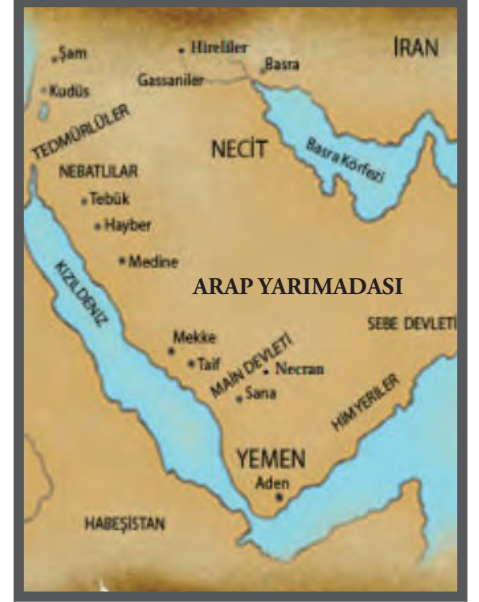 Şam
Hireliler
İRAN
Gassaniler
Basra
Kudüs
TEDMÜRLÜLER
NECİT
Basra Körfezi
NEBATLILAR
Tebük
Hayber
Medine
KIZILDENİZ
ARAP YARIMADASI
SEBE DEVLETİ
Mekke
Taif
MAİN DEVLETİ
Necran
Sana
HİMYERİLER
YEMEN
Aden
HABEŞİSTAN